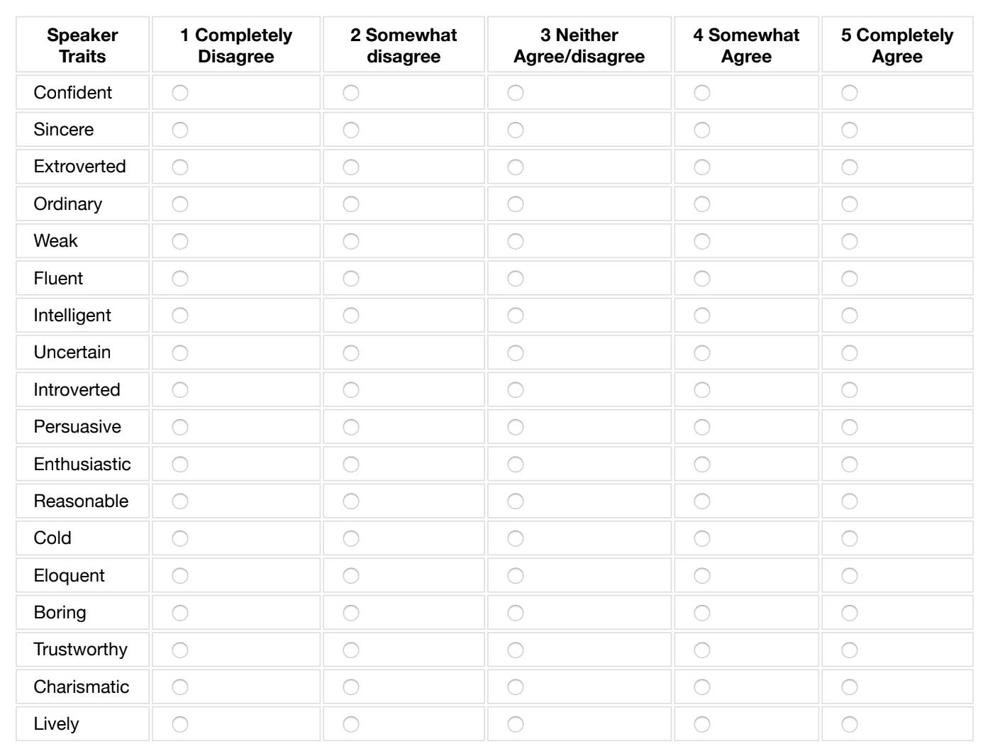 Speaker Traits
1 Completely Disagree
2 Somewhat disagree
3 Neither Agree/disagree
4 Somewhat Agree
5 Completely Agree
Confident
Sincere
Extroverted
Ordinary
Weak
Fluent
Intelligent
Uncertain
Introverted
Persuasive
Enthusiastic
Reasonable
Cold
Eloquent
Boring
Trustworthy
Charismatic
Lively